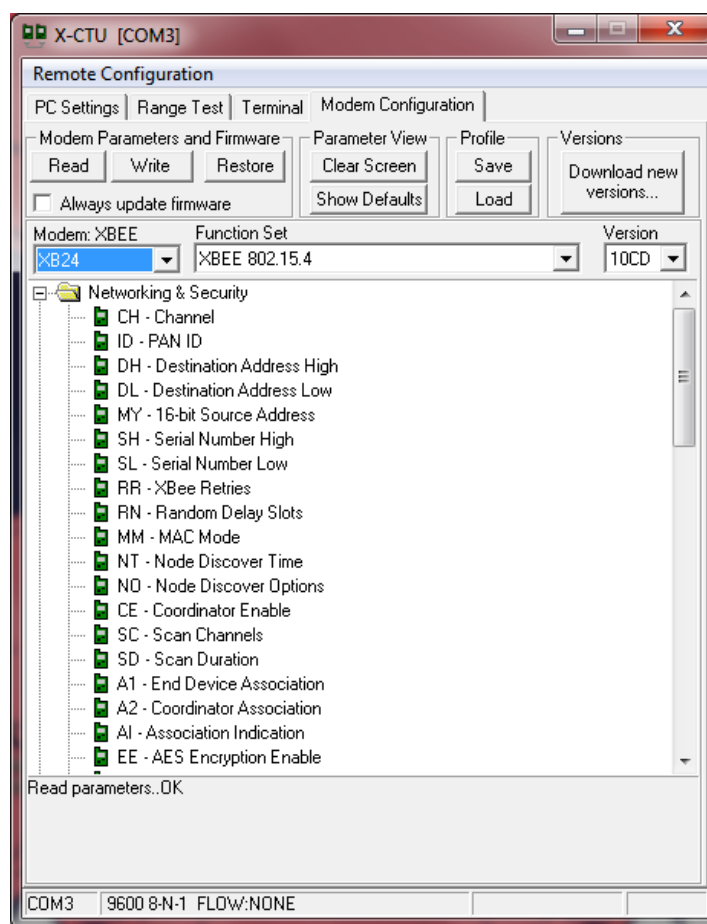 X-CTU [COM3]
Remote Configuration
PC Settings Range Test Terminal Modem Configuration
Modem Parameters and Firmware Parameter View Profile Versions
Read Write Restore Clear Screen Save Download new versions...
Always update firmware Show Defaults Load
Modem: XBEE Function Set Version
XB24 XBEE 802.15.4 10CD
Networking & Security
CH - Channel
ID - PAN ID
DH - Destination Address High
DL - Destination Address Low
MY - 16-bit Source Address
SH - Serial Number High
SL - Serial Number Low
RR - XBee Retries
RN - Random Delay Slots
MM - MAC Mode
NT - Node Discover Time
NO - Node Discover Options
CE - Coordinator Enable
SC - Scan Channels
SD - Scan Duration
A1 - End Device Association
A2 - Coordinator Association
AI - Association Indication
EE - AES Encryption Enable
Read parameters..OK
COM3 9600 8-N-1 FLOW:NONE